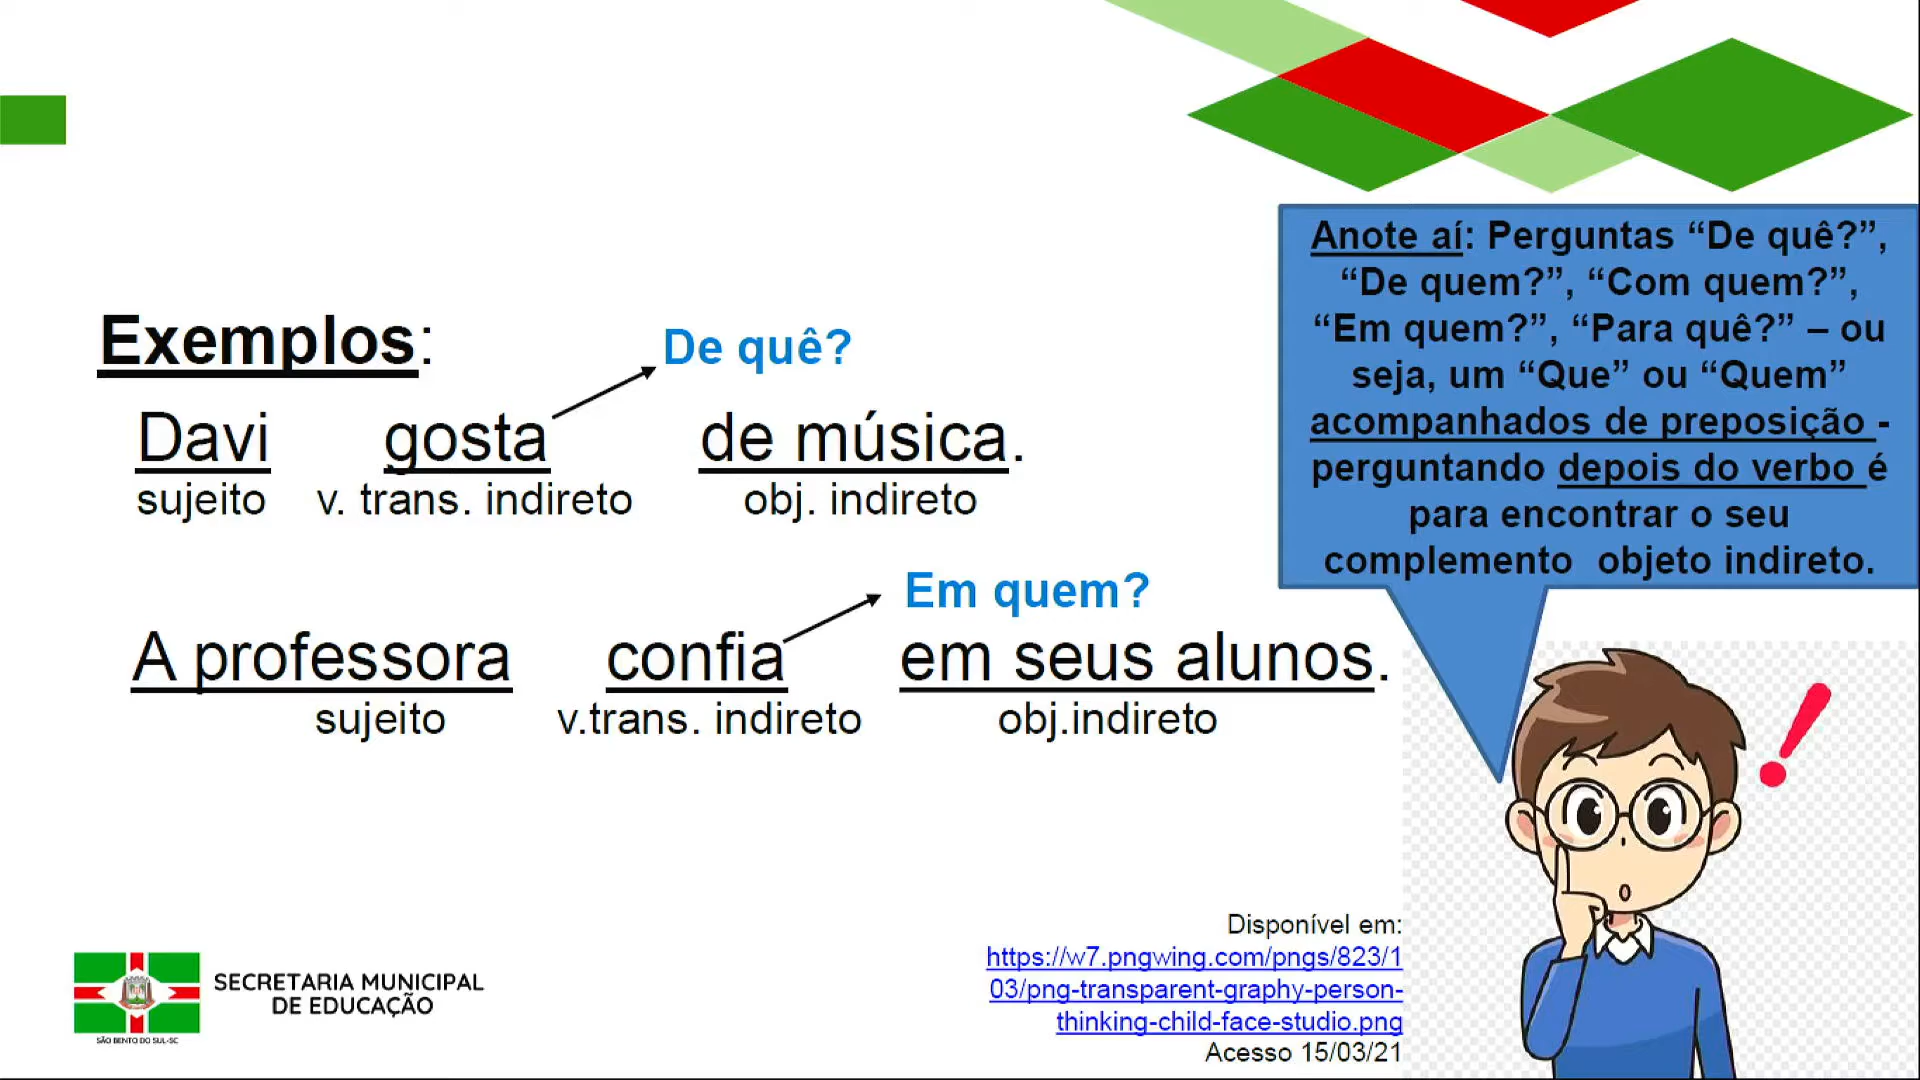 Anote aí: Perguntas “De quê?”,
“De quem?”, “Com quem?”,
“Em quem?”, “Para quê?” – ou
seja, um “Que” ou “Quem”
acompanhados de preposição -
perguntando depois do verbo é
para encontrar o seu
complemento objeto indireto.
Exemplos:
De quê?
Davi gosta de música.
sujeito v. trans. indireto obj. indireto
Em quem?
A professora confia em seus alunos.
sujeito v.trans. indireto obj.indireto
Disponível em:
https://w7.pngwing.com/pngs/823/1
03/png-transparent-graphy-person-
thinking-child-face-studio.png
Acesso 15/03/21
SECRETARIA MUNICIPAL
DE EDUCAÇÃO
SÃO BENTO DO SUL-SC